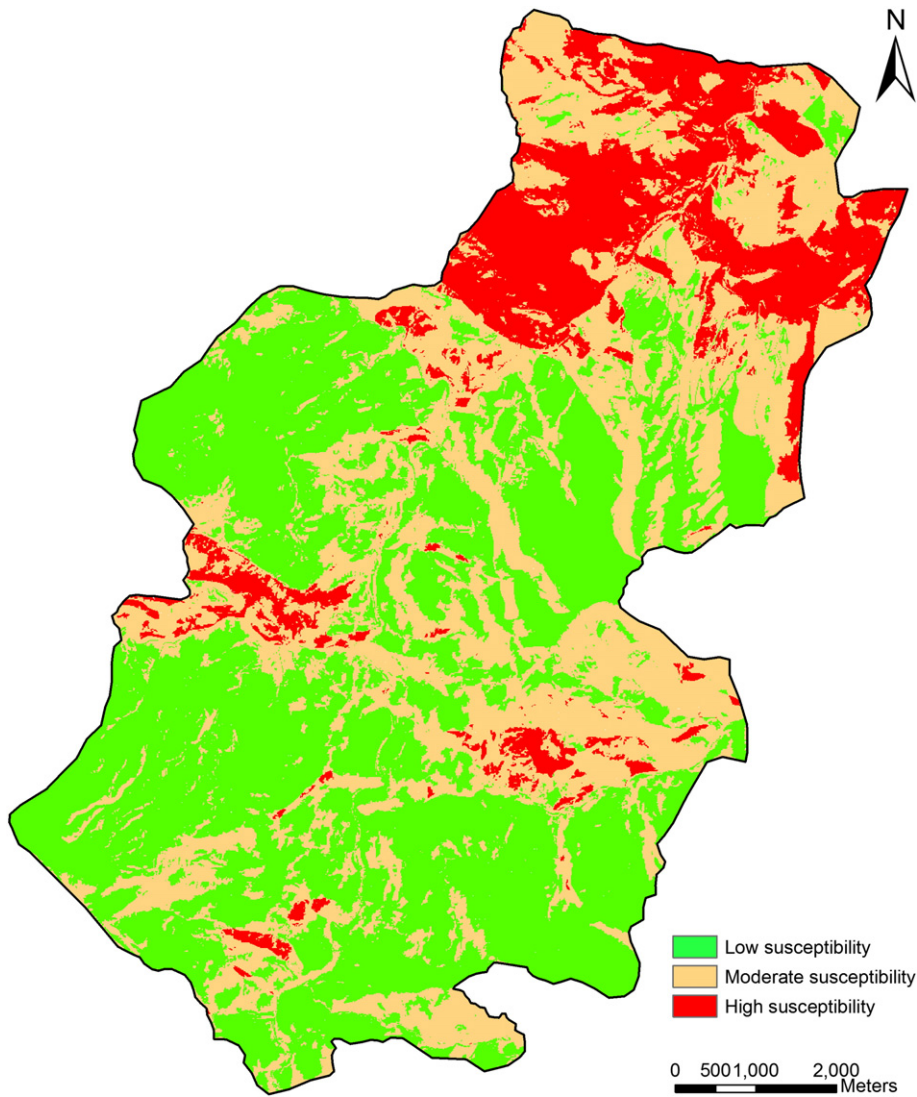 N
Low susceptibility
Moderate susceptibility
High susceptibility
0 5001,000 2,000
Meters